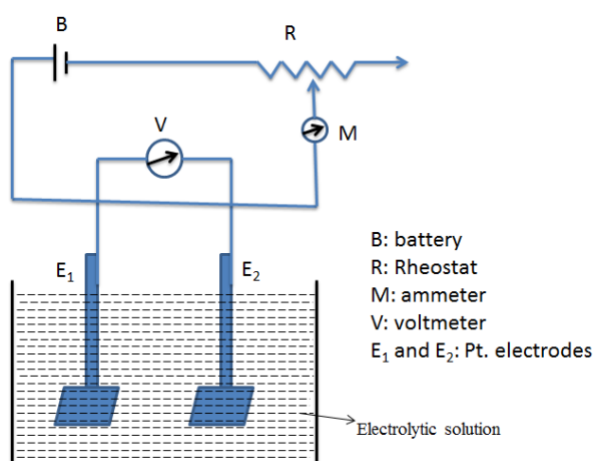 B
R
V
M
E₁
E₂
B: battery
R: Rheostat
M: ammeter
V: voltmeter
E₁ and E₂: Pt. electrodes
Electrolytic solution